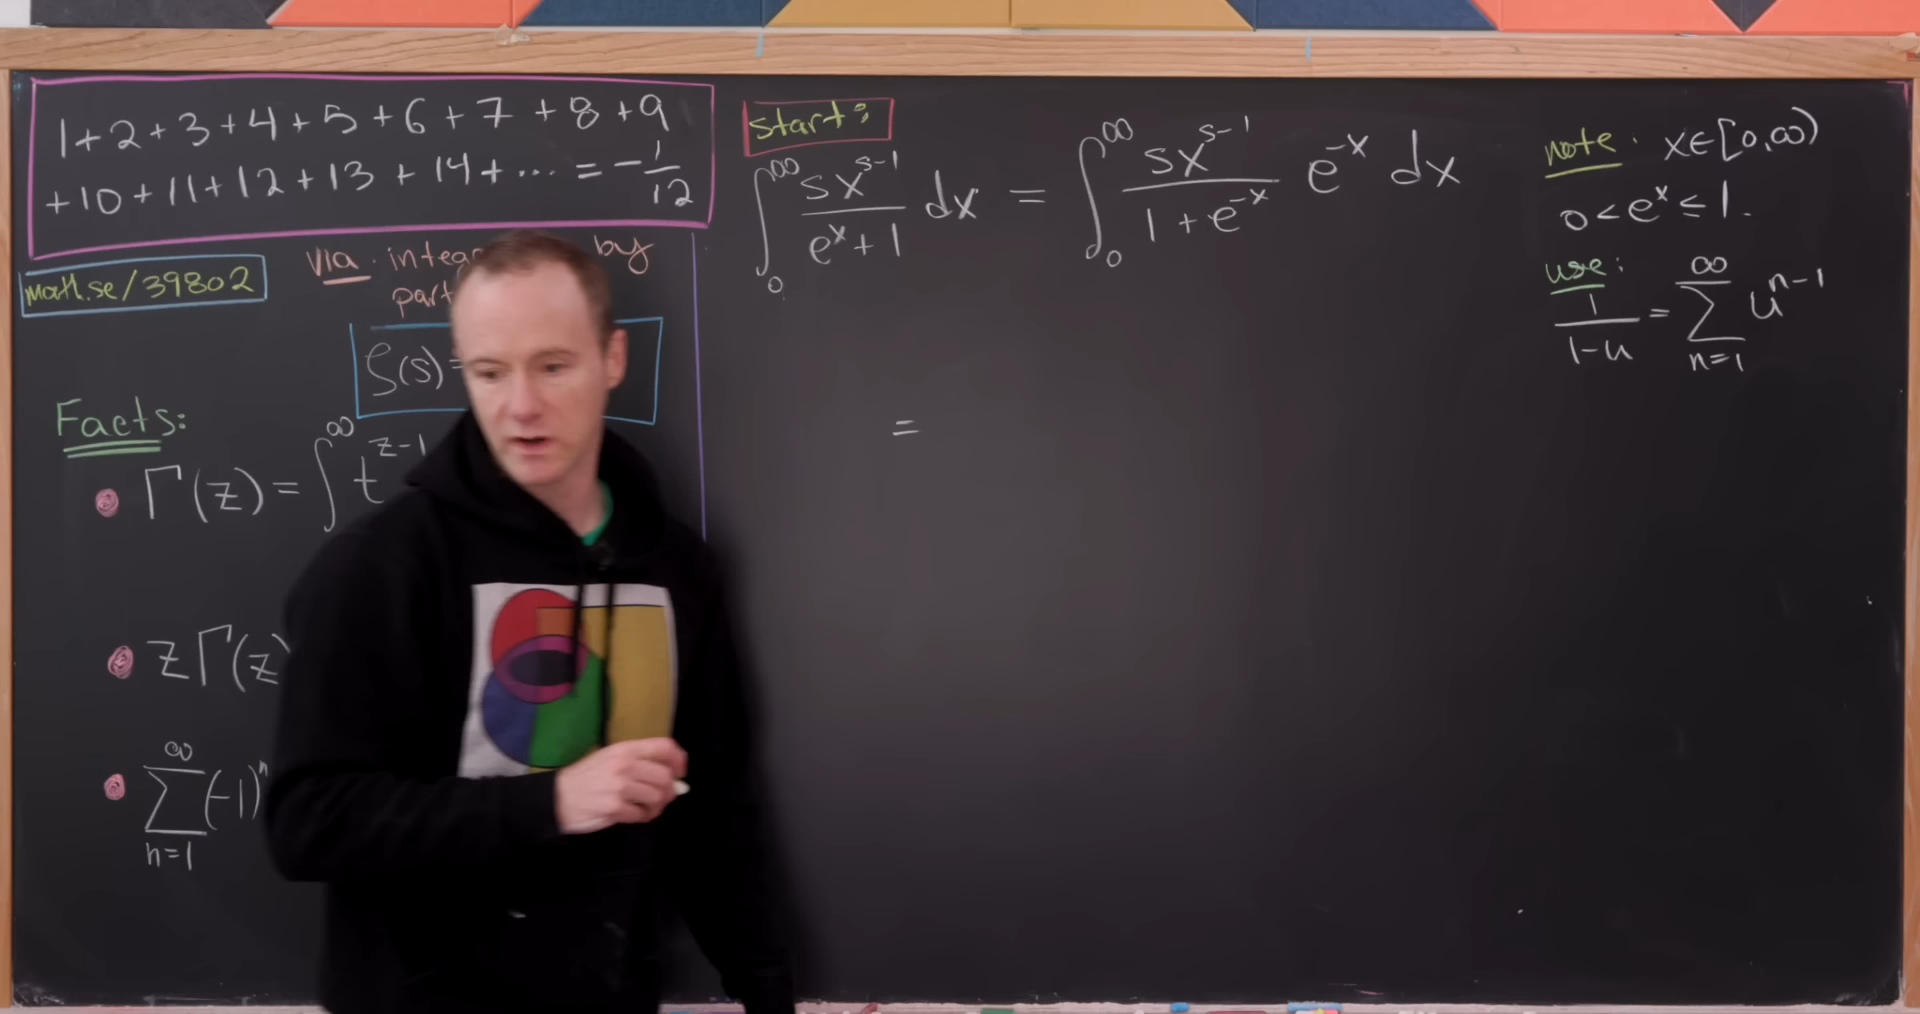 1+2+3+4+5+6+7+8+9
+10+11+12+13+14+... = -1/12
math.se/39802
via: by
ζ(s)=
Facts:
Γ(z) = ∫^∞ t^{z-1}
zΓ(z)
∑_{n=1}^∞ (-1)^n
start:
∫_0^∞ sx^{s-1}/(e^x+1) dx = ∫_0^∞ sx^{s-1}/(1+e^{-x}) e^{-x} dx
=
note: x∈[0,∞)
0<e^x≤1.
use:
1/(1-u) = ∑_{n=1}^∞ u^{n-1}